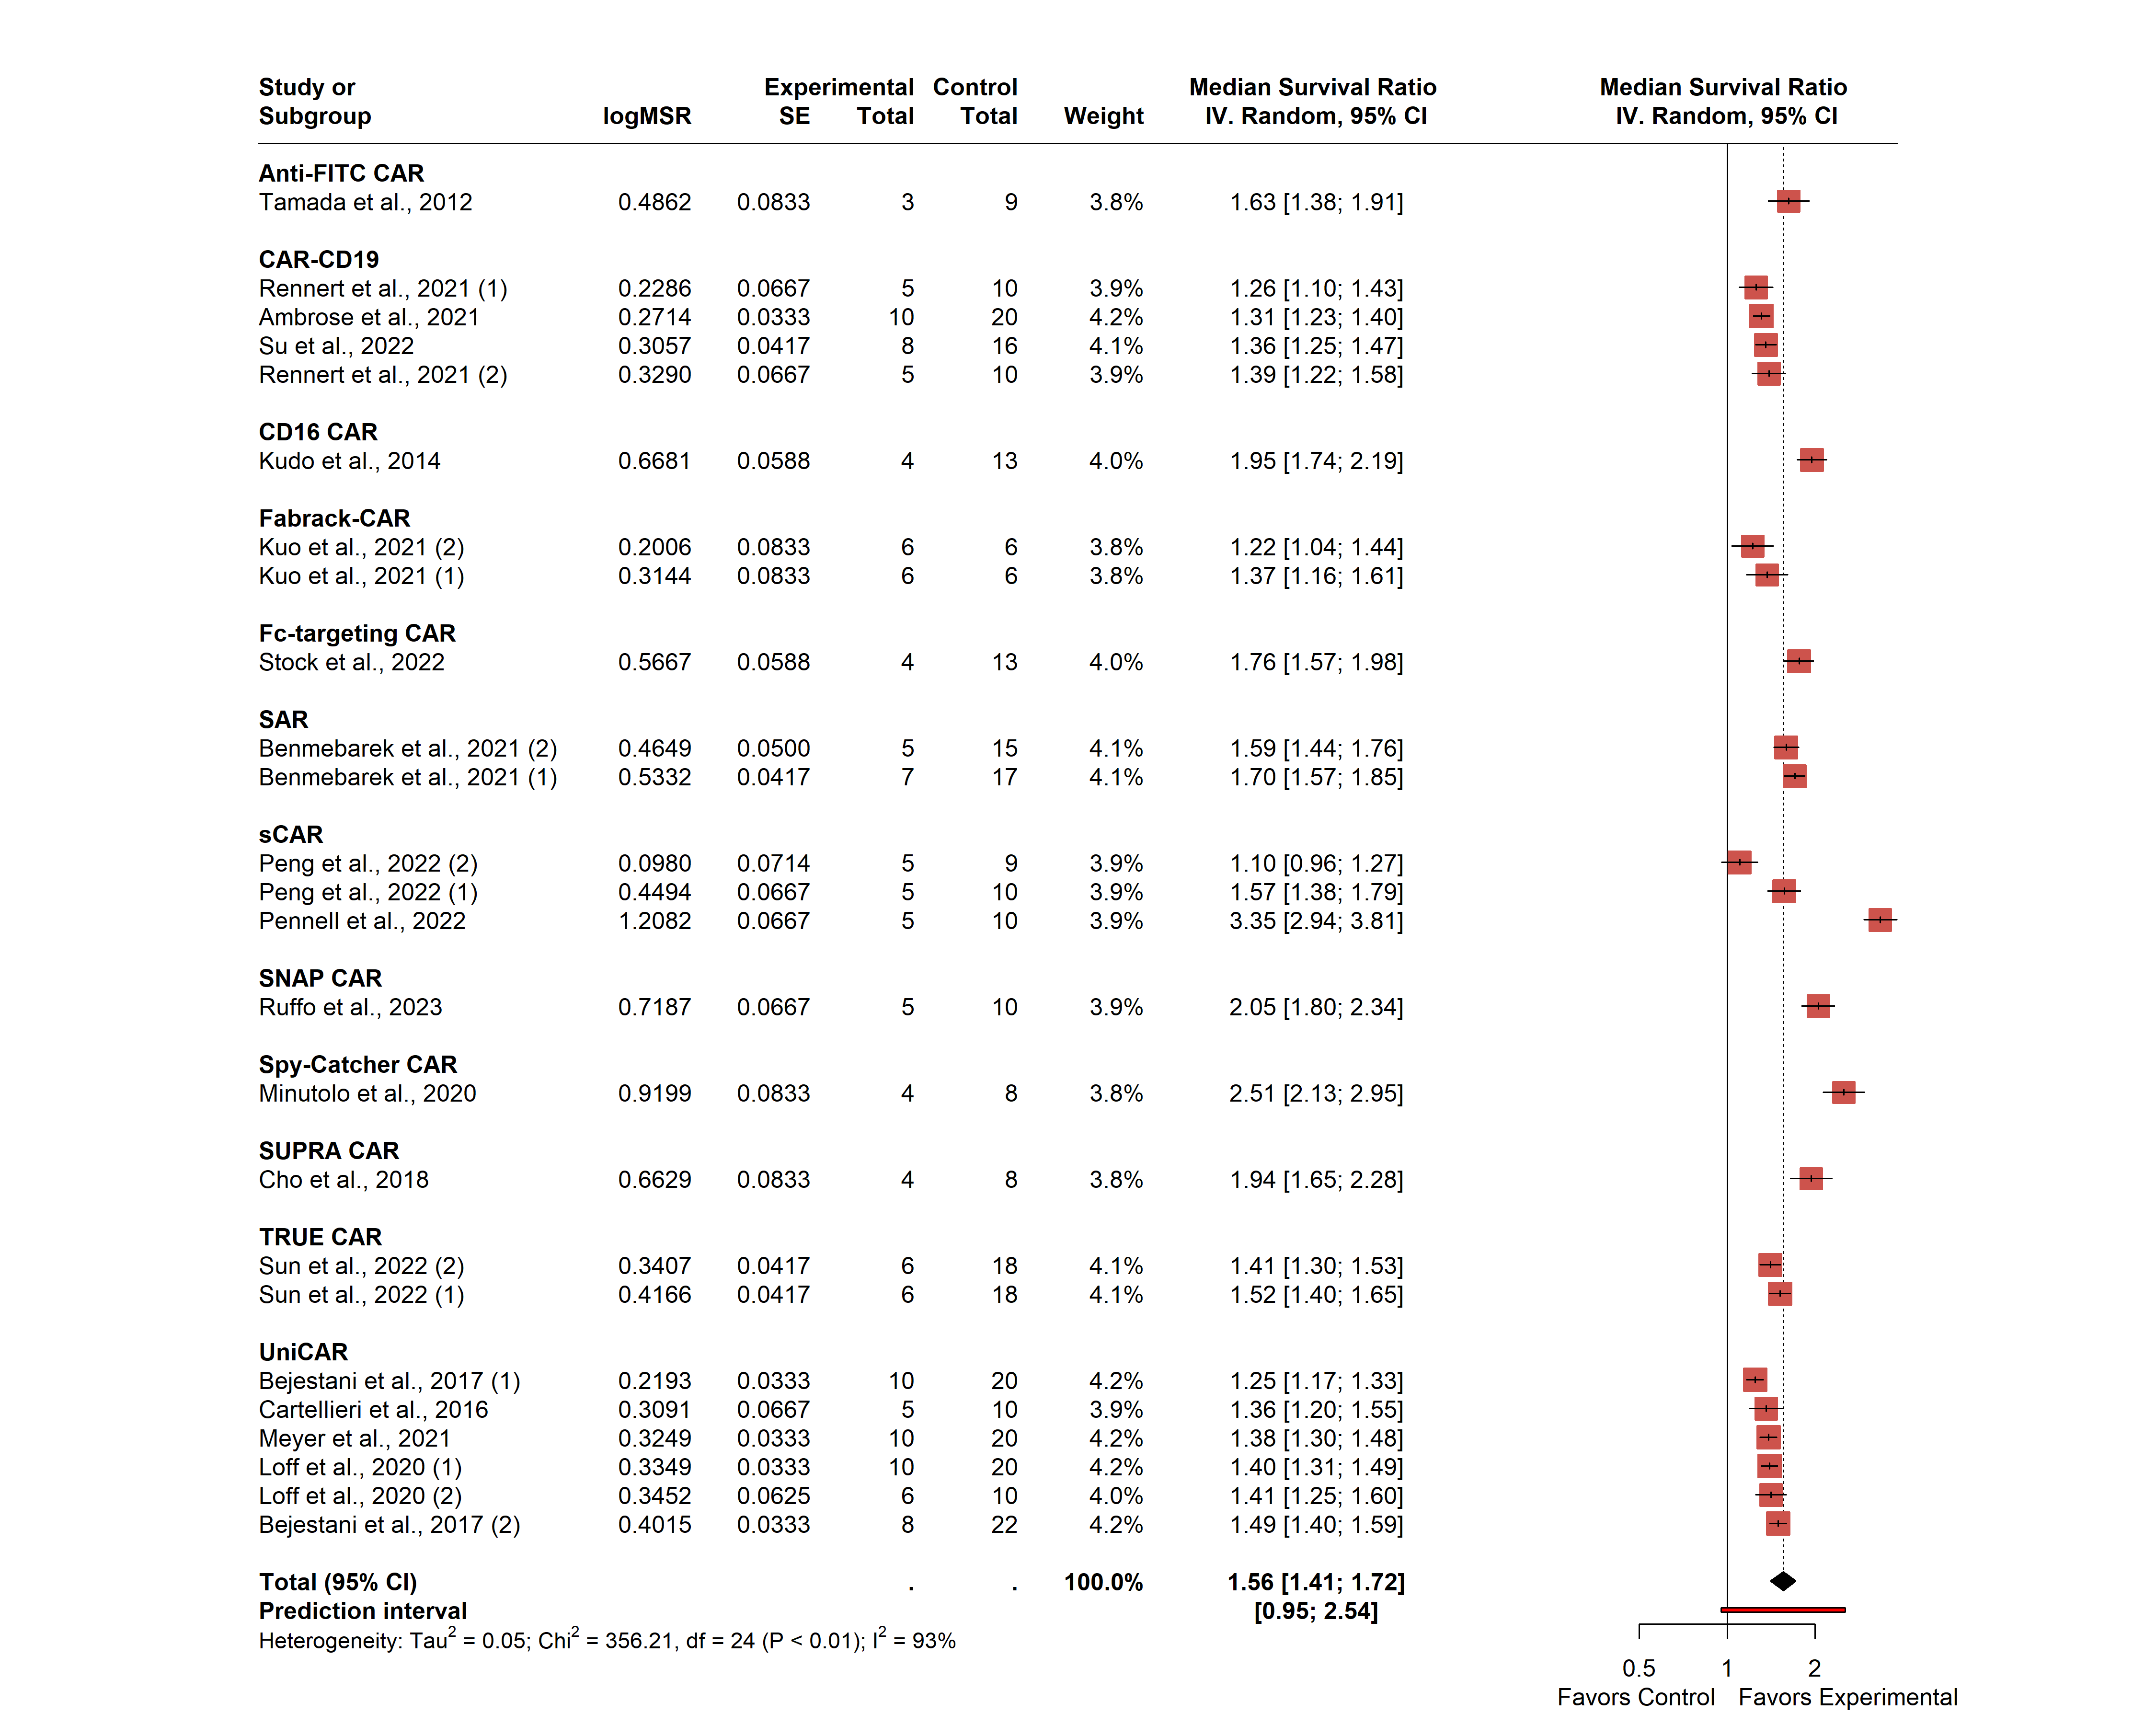 Study or Experimental Control Median Survival Ratio Median Survival Ratio
Subgroup logMSR SE Total Total Weight IV. Random, 95% CI IV. Random, 95% CI
Anti-FITC CAR
Tamada et al., 2012 0.4862 0.0833 3 9 3.8% 1.63 [1.38; 1.91]
CAR-CD19
Rennert et al., 2021 (1) 0.2286 0.0667 5 10 3.9% 1.26 [1.10; 1.43]
Ambrose et al., 2021 0.2714 0.0333 10 20 4.2% 1.31 [1.23; 1.40]
Su et al., 2022 0.3057 0.0417 8 16 4.1% 1.36 [1.25; 1.47]
Rennert et al., 2021 (2) 0.3290 0.0667 5 10 3.9% 1.39 [1.22; 1.58]
CD16 CAR
Kudo et al., 2014 0.6681 0.0588 4 13 4.0% 1.95 [1.74; 2.19]
Fabrack-CAR
Kuo et al., 2021 (2) 0.2006 0.0833 6 6 3.8% 1.22 [1.04; 1.44]
Kuo et al., 2021 (1) 0.3144 0.0833 6 6 3.8% 1.37 [1.16; 1.61]
Fc-targeting CAR
Stock et al., 2022 0.5667 0.0588 4 13 4.0% 1.76 [1.57; 1.98]
SAR
Benmebarek et al., 2021 (2) 0.4649 0.0500 5 15 4.1% 1.59 [1.44; 1.76]
Benmebarek et al., 2021 (1) 0.5332 0.0417 7 17 4.1% 1.70 [1.57; 1.85]
sCAR
Peng et al., 2022 (2) 0.0980 0.0714 5 9 3.9% 1.10 [0.96; 1.27]
Peng et al., 2022 (1) 0.4494 0.0667 5 10 3.9% 1.57 [1.38; 1.79]
Pennell et al., 2022 1.2082 0.0667 5 10 3.9% 3.35 [2.94; 3.81]
SNAP CAR
Ruffo et al., 2023 0.7187 0.0667 5 10 3.9% 2.05 [1.80; 2.34]
Spy-Catcher CAR
Minutolo et al., 2020 0.9199 0.0833 4 8 3.8% 2.51 [2.13; 2.95]
SUPRA CAR
Cho et al., 2018 0.6629 0.0833 4 8 3.8% 1.94 [1.65; 2.28]
TRUE CAR
Sun et al., 2022 (2) 0.3407 0.0417 6 18 4.1% 1.41 [1.30; 1.53]
Sun et al., 2022 (1) 0.4166 0.0417 6 18 4.1% 1.52 [1.40; 1.65]
UniCAR
Bejestani et al., 2017 (1) 0.2193 0.0333 10 20 4.2% 1.25 [1.17; 1.33]
Cartellieri et al., 2016 0.3091 0.0667 5 10 3.9% 1.36 [1.20; 1.55]
Meyer et al., 2021 0.3249 0.0333 10 20 4.2% 1.38 [1.30; 1.48]
Loff et al., 2020 (1) 0.3349 0.0333 10 20 4.2% 1.40 [1.31; 1.49]
Loff et al., 2020 (2) 0.3452 0.0625 6 10 4.0% 1.41 [1.25; 1.60]
Bejestani et al., 2017 (2) 0.4015 0.0333 8 22 4.2% 1.49 [1.40; 1.59]
Total (95% CI) . . 100.0% 1.56 [1.41; 1.72]
Prediction interval [0.95; 2.54]
Heterogeneity: Tau² = 0.05; Chi² = 356.21, df = 24 (P < 0.01); I² = 93%
0.5 1 2
Favors Control Favors Experimental